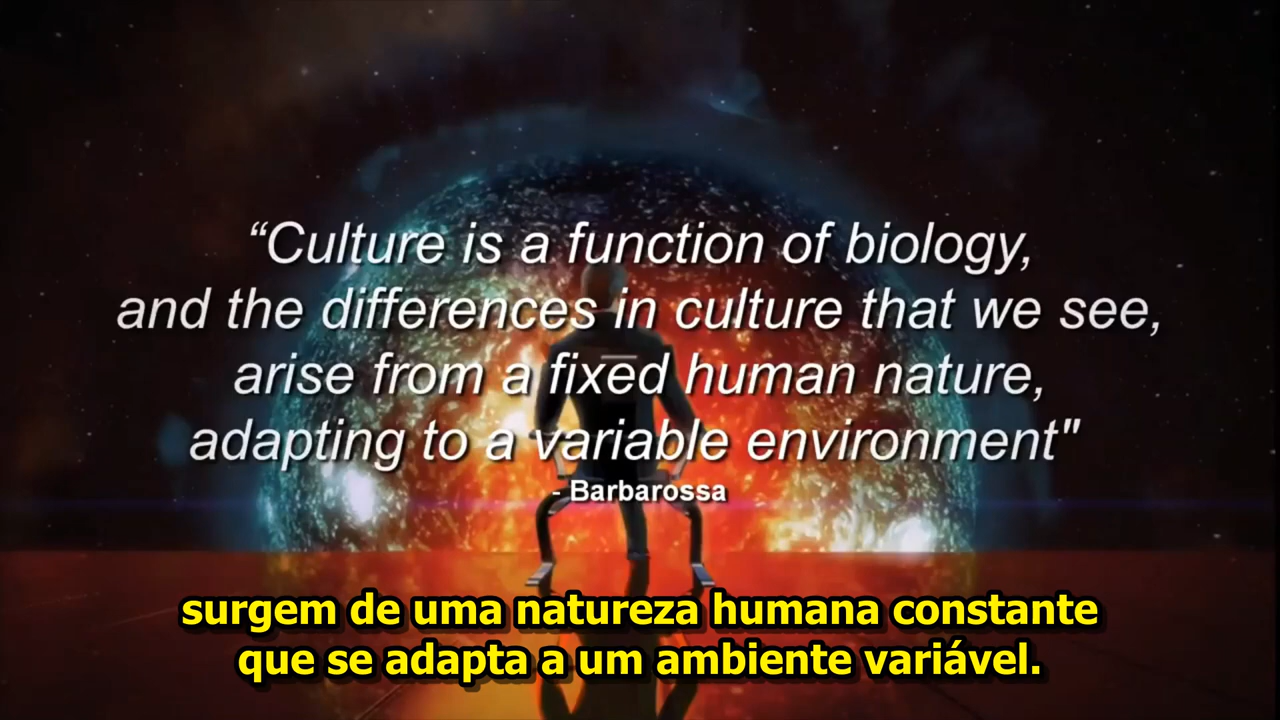 “Culture is a function of biology,
and the differences in culture that we see,
arise from a fixed human nature,
adapting to a variable environment"
- Barbarossa
surgem de uma natureza humana constante
que se adapta a um ambiente variável.